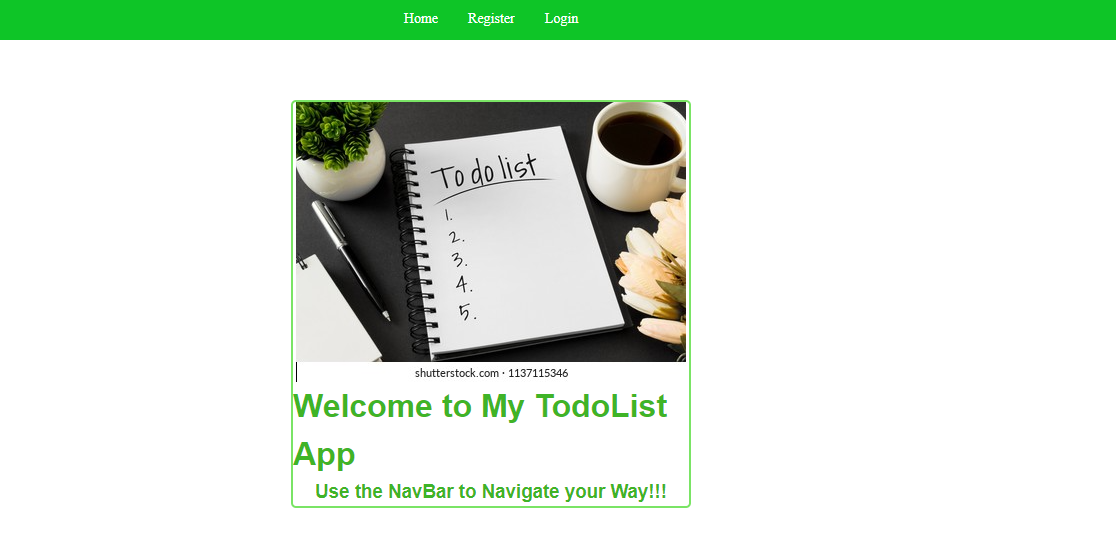 Home Register Login
To do list
1.
2.
3.
4.
5.
shutterstock.com · 1137115346
Welcome to My TodoList
App
Use the NavBar to Navigate your Way!!!